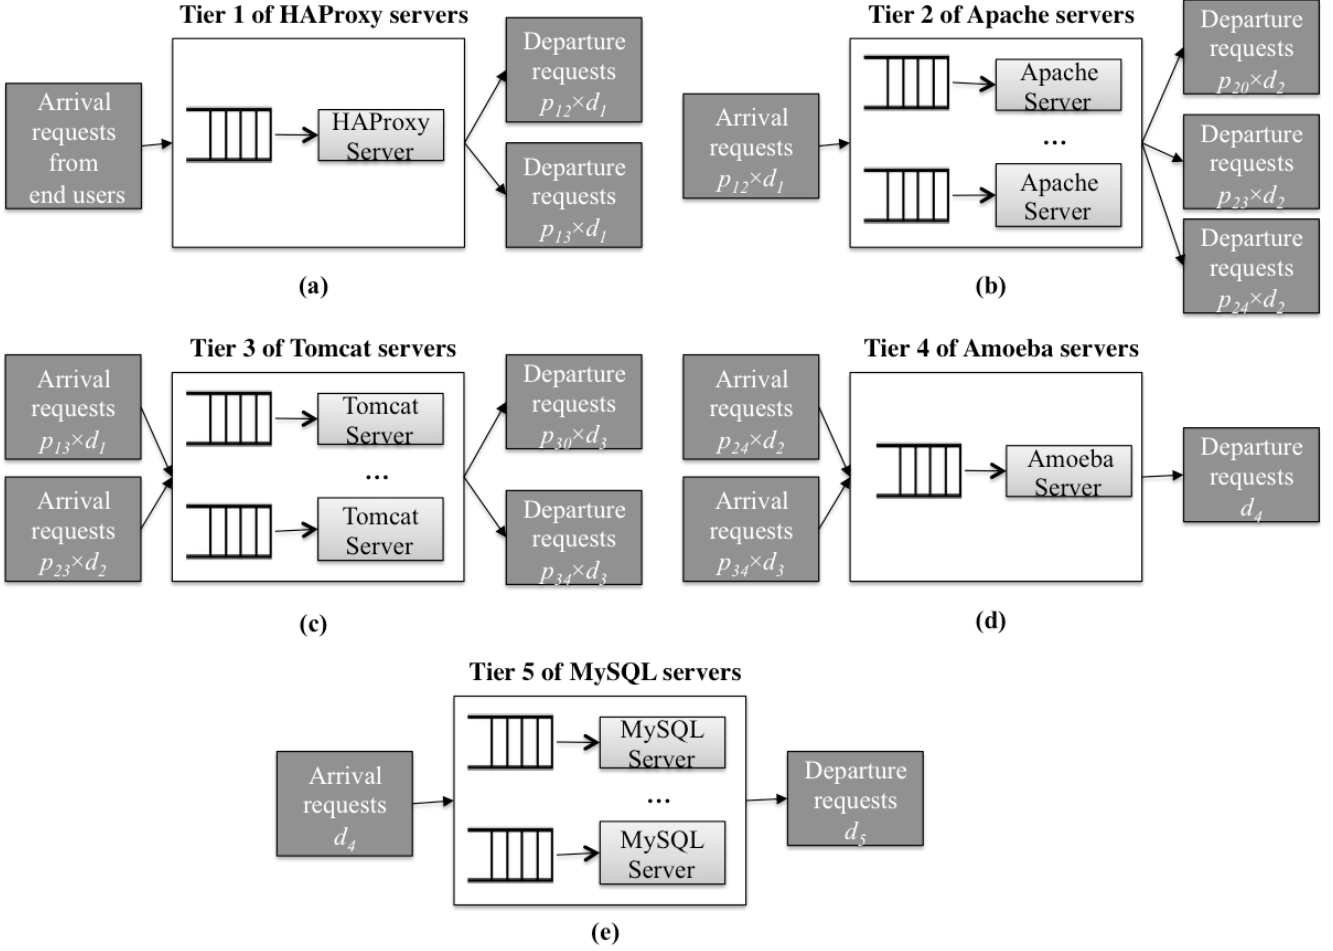 Tier 1 of HAProxy servers
Arrival
requests
from
end users
HAProxy
Server
Departure
requests
p12×d1
Departure
requests
p13×d1
(a)
Tier 2 of Apache servers
Arrival
requests
p12×d1
Apache
Server
...
Apache
Server
Departure
requests
p20×d2
Departure
requests
p23×d2
Departure
requests
p24×d2
(b)
Tier 3 of Tomcat servers
Arrival
requests
p13×d1
Arrival
requests
p23×d2
Tomcat
Server
...
Tomcat
Server
Departure
requests
p30×d3
Departure
requests
p34×d3
(c)
Tier 4 of Amoeba servers
Arrival
requests
p24×d2
Arrival
requests
p34×d3
Amoeba
Server
Departure
requests
d4
(d)
Tier 5 of MySQL servers
Arrival
requests
d4
MySQL
Server
...
MySQL
Server
Departure
requests
d5
(e)